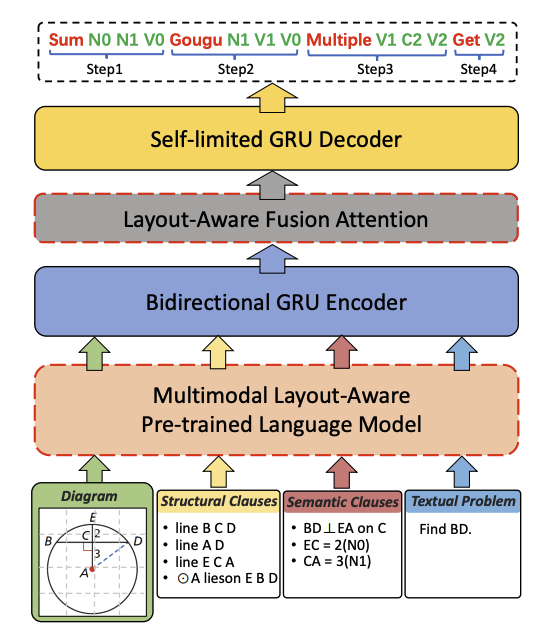 Sum N0 N1 V0 Gougu N1 V1 V0 Multiple V1 C2 V2 Get V2
Step1 Step2 Step3 Step4
Self-limited GRU Decoder
Layout-Aware Fusion Attention
Bidirectional GRU Encoder
Multimodal Layout-Aware
Pre-trained Language Model
Diagram
E
C 2
B D
3
A
Structural Clauses
• line B C D
• line A D
• line E C A
• ⊙A lieson E B D
Semantic Clauses
• BD⊥EA on C
• EC = 2(N0)
• CA = 3(N1)
Textual Problem
Find BD.